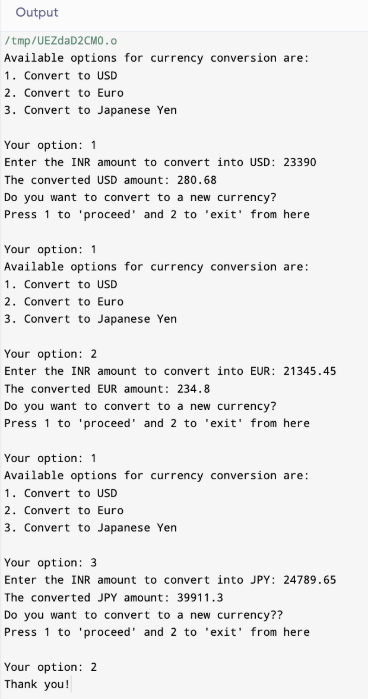 Output
/tmp/UEZdaD2CM0.o
Available options for currency conversion are:
1. Convert to USD
2. Convert to Euro
3. Convert to Japanese Yen
Your option: 1
Enter the INR amount to convert into USD: 23390
The converted USD amount: 280.68
Do you want to convert to a new currency?
Press 1 to 'proceed' and 2 to 'exit' from here
Your option: 1
Available options for currency conversion are:
1. Convert to USD
2. Convert to Euro
3. Convert to Japanese Yen
Your option: 2
Enter the INR amount to convert into EUR: 21345.45
The converted EUR amount: 234.8
Do you want to convert to a new currency?
Press 1 to 'proceed' and 2 to 'exit' from here
Your option: 1
Available options for currency conversion are:
1. Convert to USD
2. Convert to Euro
3. Convert to Japanese Yen
Your option: 3
Enter the INR amount to convert into JPY: 24789.65
The converted JPY amount: 39911.3
Do you want to convert to a new currency??
Press 1 to 'proceed' and 2 to 'exit' from here
Your option: 2
Thank you!